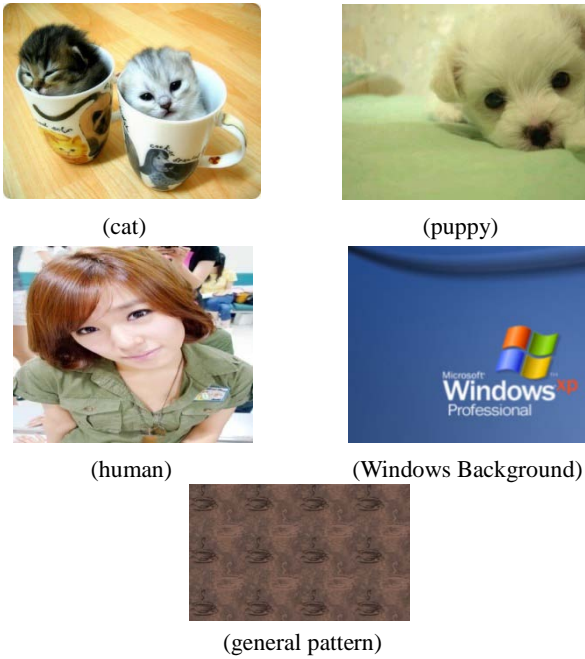 (cat)
(puppy)
(human)
Microsoft
Windows xp
Professional
(Windows Background)
(general pattern)